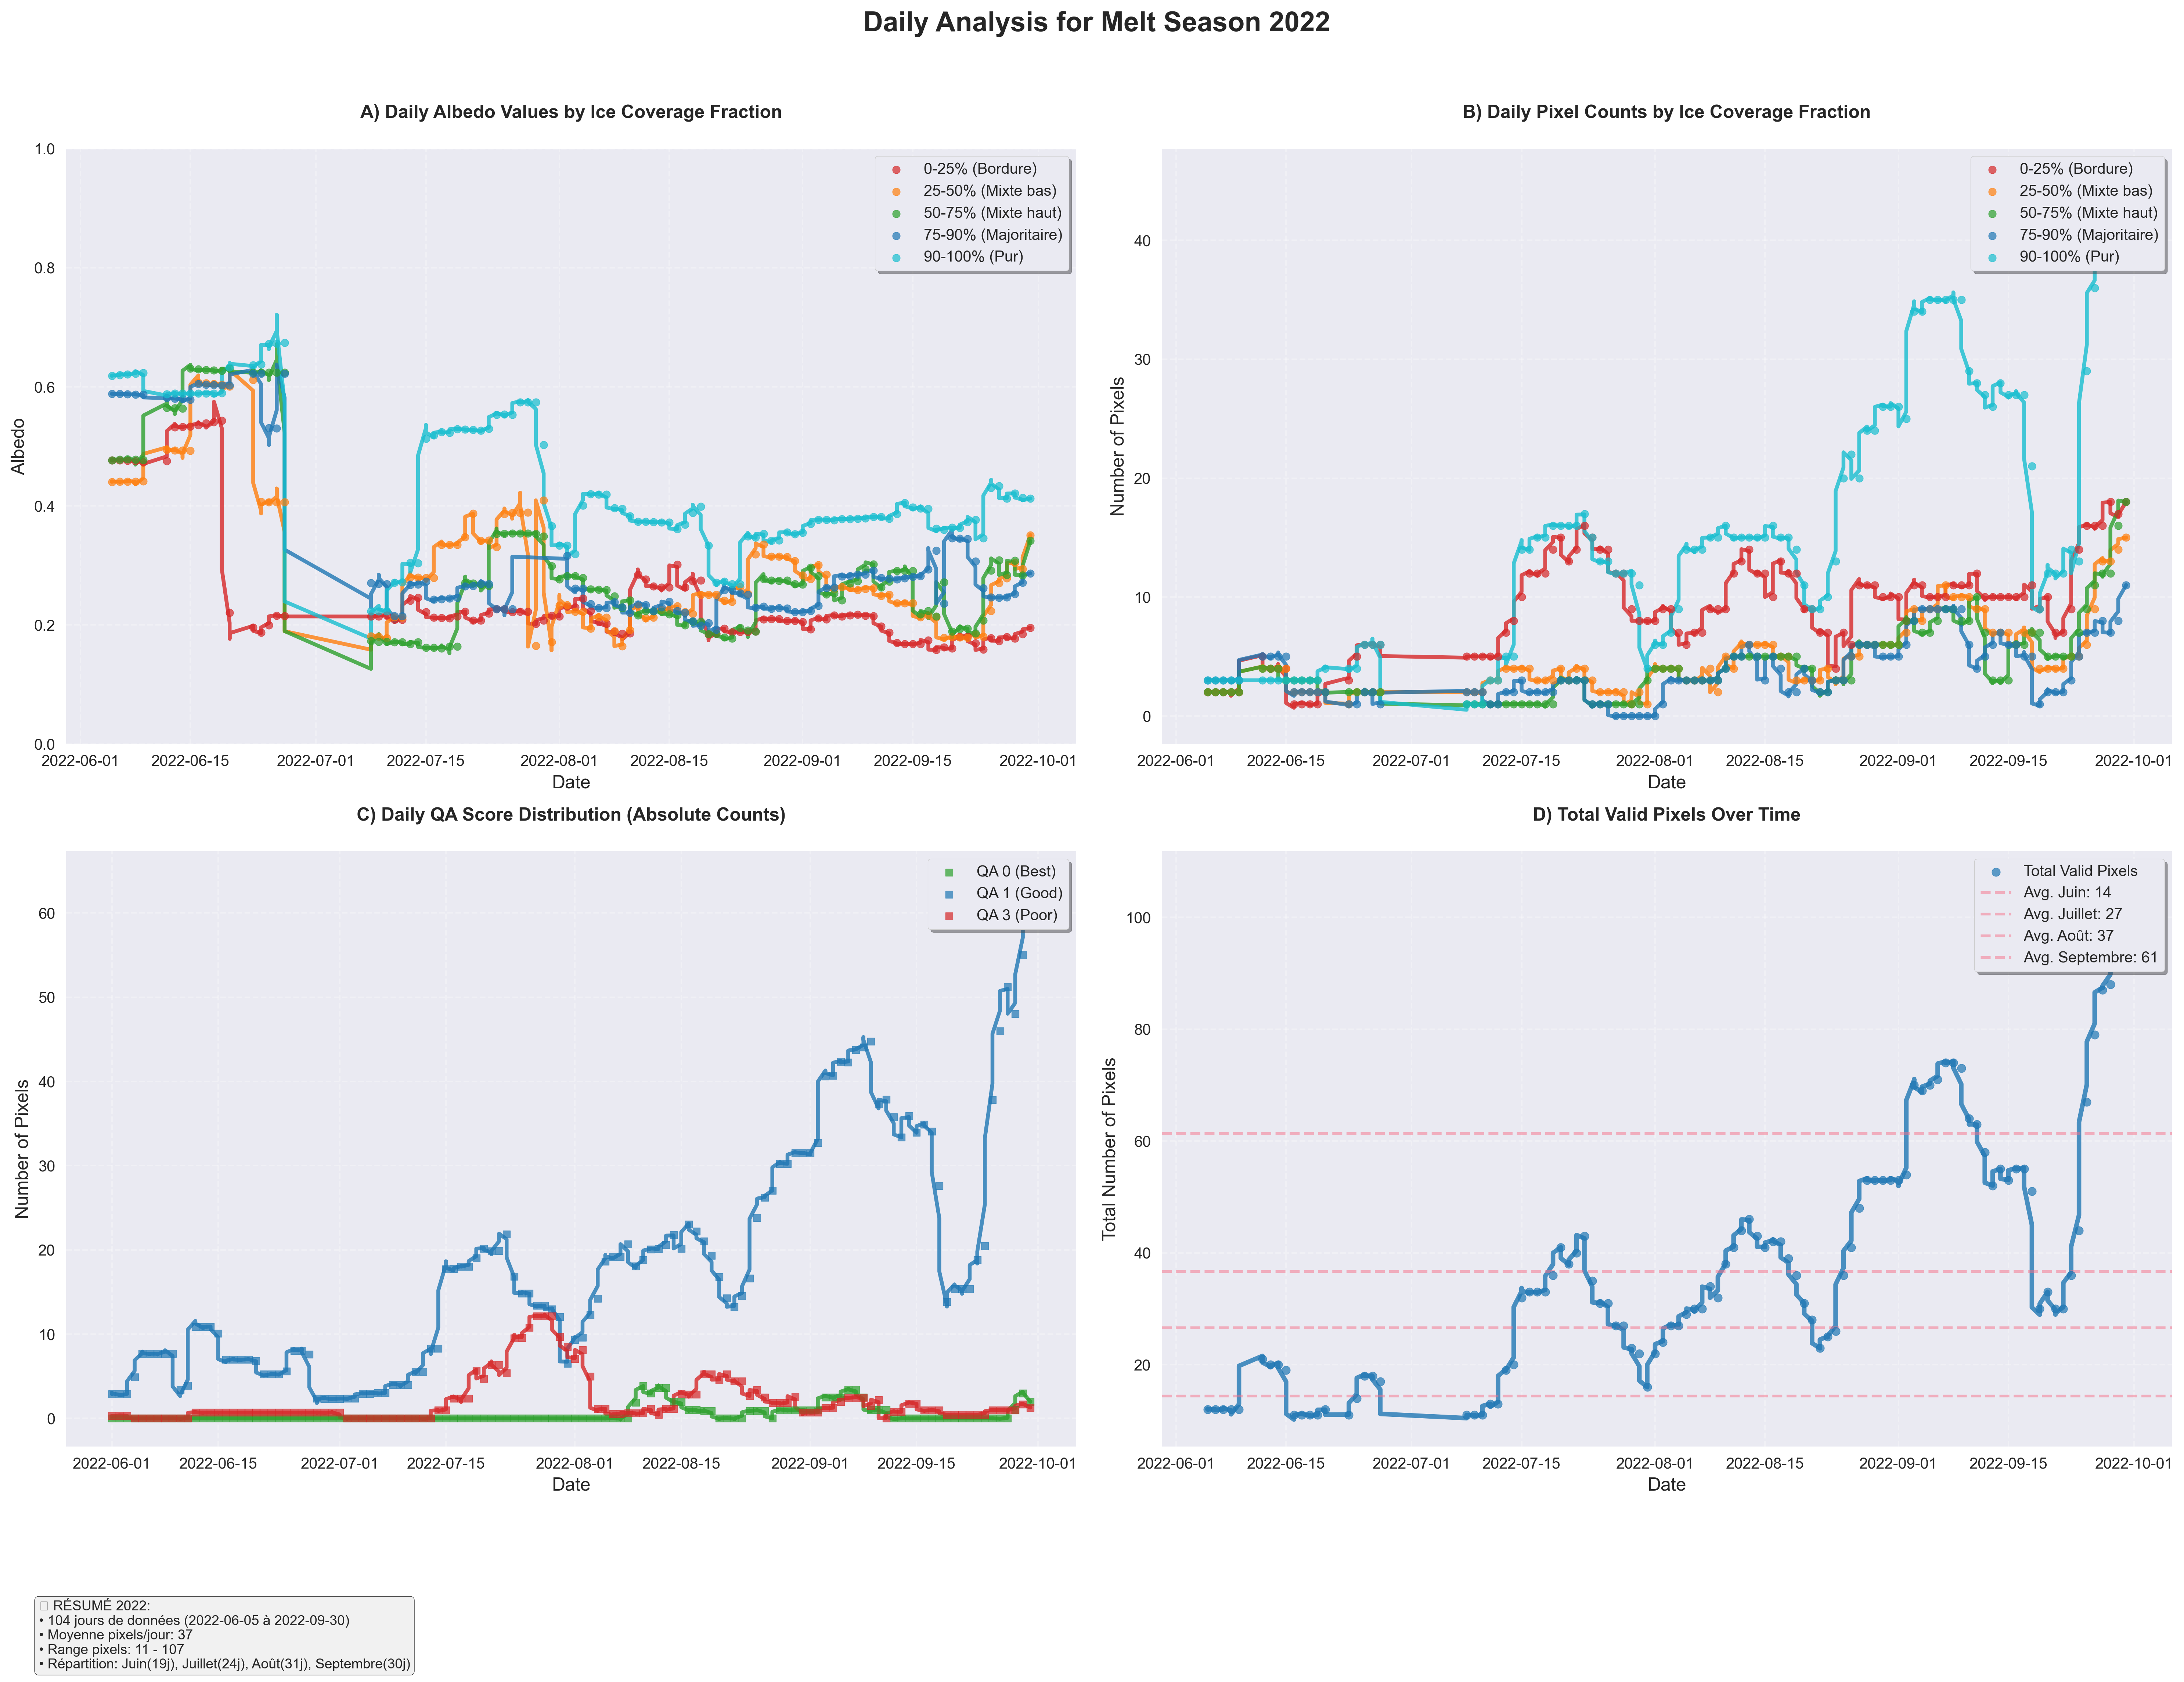 Daily Analysis for Melt Season 2022
A) Daily Albedo Values by Ice Coverage Fraction
1.0
0.8
0.6
0.4
0.2
0.0
Albedo
0-25% (Bordure)
25-50% (Mixte bas)
50-75% (Mixte haut)
75-90% (Majoritaire)
90-100% (Pur)
2022-06-01
2022-06-15
2022-07-01
2022-07-15
2022-08-01
2022-08-15
2022-09-01
2022-09-15
2022-10-01
Date
B) Daily Pixel Counts by Ice Coverage Fraction
40
30
20
10
0
Number of Pixels
0-25% (Bordure)
25-50% (Mixte bas)
50-75% (Mixte haut)
75-90% (Majoritaire)
90-100% (Pur)
2022-06-01
2022-06-15
2022-07-01
2022-07-15
2022-08-01
2022-08-15
2022-09-01
2022-09-15
2022-10-01
Date
C) Daily QA Score Distribution (Absolute Counts)
60
50
40
30
20
10
0
Number of Pixels
QA 0 (Best)
QA 1 (Good)
QA 3 (Poor)
2022-06-01
2022-06-15
2022-07-01
2022-07-15
2022-08-01
2022-08-15
2022-09-01
2022-09-15
2022-10-01
Date
D) Total Valid Pixels Over Time
100
80
60
40
20
Total Number of Pixels
Total Valid Pixels
Avg. Juin: 14
Avg. Juillet: 27
Avg. Août: 37
Avg. Septembre: 61
2022-06-01
2022-06-15
2022-07-01
2022-07-15
2022-08-01
2022-08-15
2022-09-01
2022-09-15
2022-10-01
Date
RÉSUMÉ 2022:
• 104 jours de données (2022-06-05 à 2022-09-30)
• Moyenne pixels/jour: 37
• Range pixels: 11 - 107
• Répartition: Juin(19j), Juillet(24j), Août(31j), Septembre(30j)